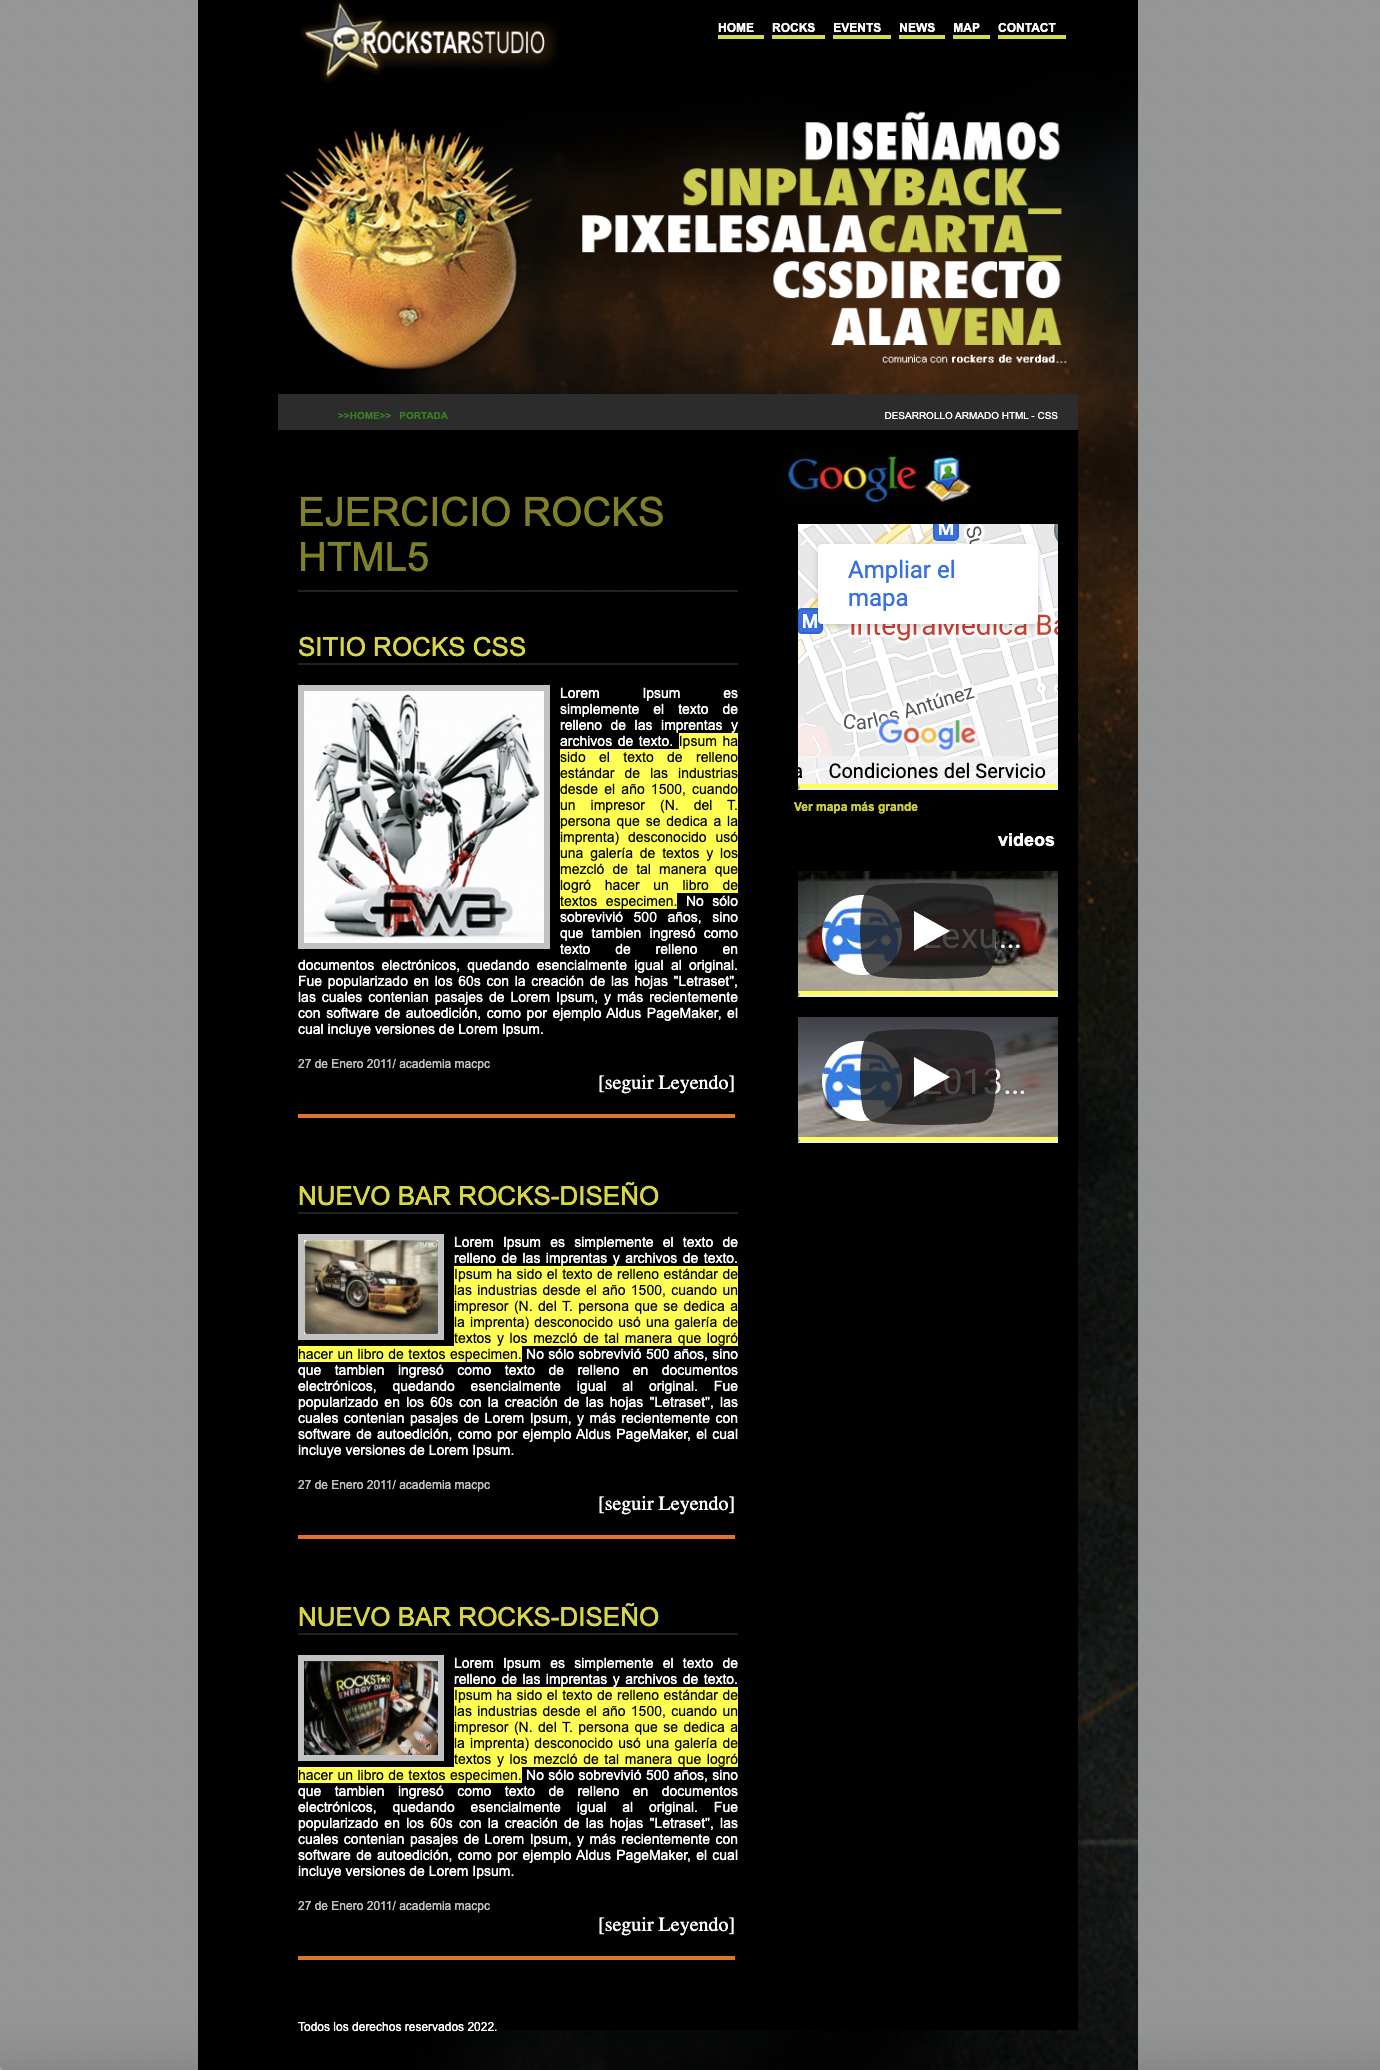 ROCKSTARSTUDIO
HOME ROCKS EVENTS NEWS MAP CONTACT
DISEÑAMOS
SINPLAYBACK_
PIXELESALACARTA_
CSSDIRECTO
ALAVENA
comunica con rockers de verdad...
>>HOME>> PORTADA
DESARROLLO ARMADO HTML - CSS
EJERCICIO ROCKS
HTML5
SITIO ROCKS CSS
FWA
Lorem Ipsum es
simplemente el texto de
relleno de las imprentas y
archivos de texto. Ipsum ha
sido el texto de relleno
estándar de las industrias
desde el año 1500, cuando
un impresor (N. del T.
persona que se dedica a la
imprenta) desconocido usó
una galería de textos y los
mezcló de tal manera que
logró hacer un libro de
textos especimen. No sólo
sobrevivió 500 años, sino
que tambien ingresó como
texto de relleno en
documentos electrónicos, quedando esencialmente igual al original.
Fue popularizado en los 60s con la creación de las hojas "Letraset",
las cuales contenian pasajes de Lorem Ipsum, y más recientemente
con software de autoedición, como por ejemplo Aldus PageMaker, el
cual incluye versiones de Lorem Ipsum.
27 de Enero 2011/ academia macpc
[seguir Leyendo]
NUEVO BAR ROCKS-DISEÑO
Lorem Ipsum es simplemente el texto de
relleno de las imprentas y archivos de texto.
Ipsum ha sido el texto de relleno estándar de
las industrias desde el año 1500, cuando un
impresor (N. del T. persona que se dedica a
la imprenta) desconocido usó una galería de
textos y los mezcló de tal manera que logró
hacer un libro de textos especimen. No sólo sobrevivió 500 años, sino
que tambien ingresó como texto de relleno en documentos
electrónicos, quedando esencialmente igual al original. Fue
popularizado en los 60s con la creación de las hojas "Letraset", las
cuales contenian pasajes de Lorem Ipsum, y más recientemente con
software de autoedición, como por ejemplo Aldus PageMaker, el cual
incluye versiones de Lorem Ipsum.
27 de Enero 2011/ academia macpc
[seguir Leyendo]
NUEVO BAR ROCKS-DISEÑO
ROCKSTAR
ENERGY DRINK
Lorem Ipsum es simplemente el texto de
relleno de las imprentas y archivos de texto.
Ipsum ha sido el texto de relleno estándar de
las industrias desde el año 1500, cuando un
impresor (N. del T. persona que se dedica a
la imprenta) desconocido usó una galería de
textos y los mezcló de tal manera que logró
hacer un libro de textos especimen. No sólo sobrevivió 500 años, sino
que tambien ingresó como texto de relleno en documentos
electrónicos, quedando esencialmente igual al original. Fue
popularizado en los 60s con la creación de las hojas "Letraset", las
cuales contenian pasajes de Lorem Ipsum, y más recientemente con
software de autoedición, como por ejemplo Aldus PageMaker, el cual
incluye versiones de Lorem Ipsum.
27 de Enero 2011/ academia macpc
[seguir Leyendo]
Google
M
Su
Ampliar el
mapa
M
IntegraMédica Ba
Carlos Antúnez
Google
a Condiciones del Servicio
Ver mapa más grande
videos
Lexu...
2013...
Todos los derechos reservados 2022.